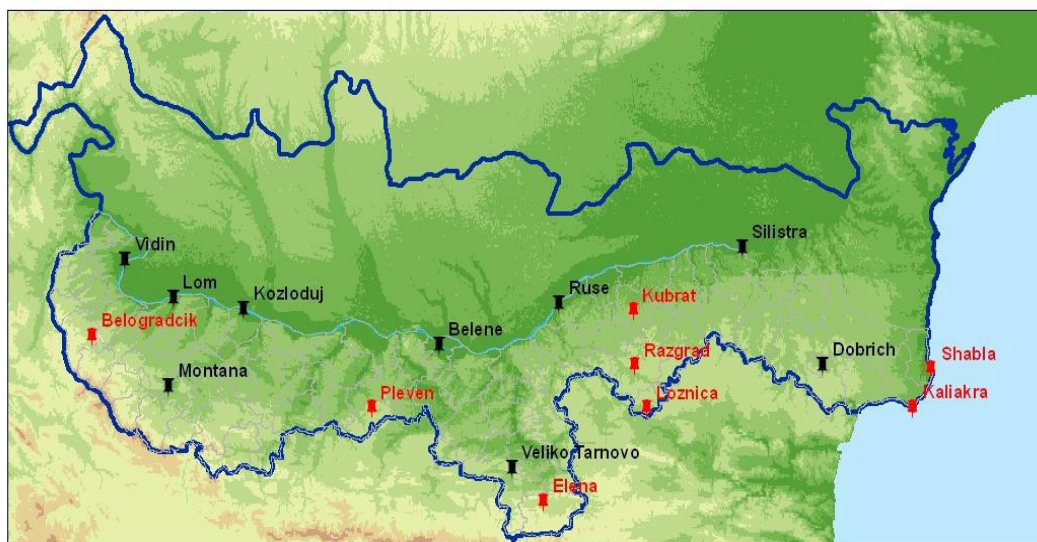 Silistra
Vidin
Lom
Kozloduj
Ruse
Kubrat
Belogradcik
Belene
Razgrad
Dobrich
Shabla
Montana
Pleven
Loznica
Kaliakra
Veliko Tarnovo
Elena